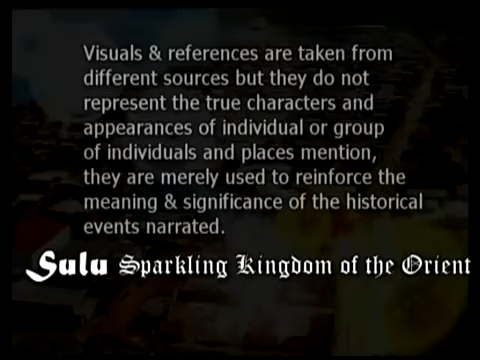 Visuals & references are taken from
different sources but they do not
represent the true characters and
appearances of individual or group
of individuals and places mention,
they are merely used to reinforce the
meaning & significance of the historical
events narrated.
Sulu Sparkling Kingdom of the Orient